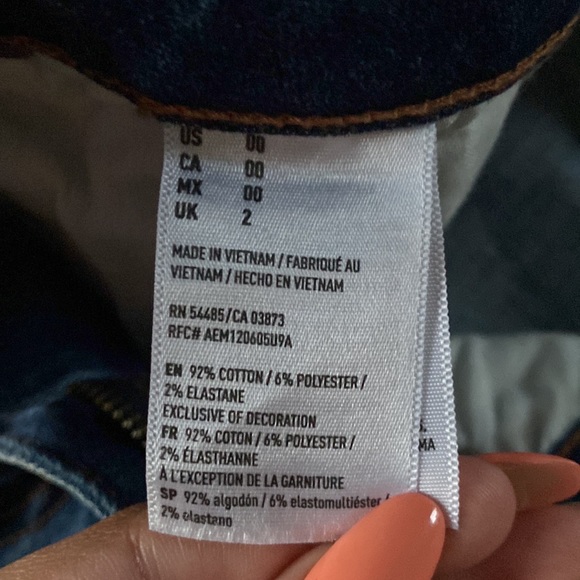 US 00
CA 00
MX 00
UK 2
MADE IN VIETNAM / FABRIQUÉ AU
VIETNAM / HECHO EN VIETNAM
RN 54485/CA 03873
RFC# AEM120605U9A
EN 92% COTTON / 6% POLYESTER /
2% ELASTANE
EXCLUSIVE OF DECORATION
FR 92% COTON / 6% POLYESTER /
2% ÉLASTHANNE
À L'EXCEPTION DE LA GARNITURE
SP 92% algodón / 6% elastomultiéster /
2% elastano